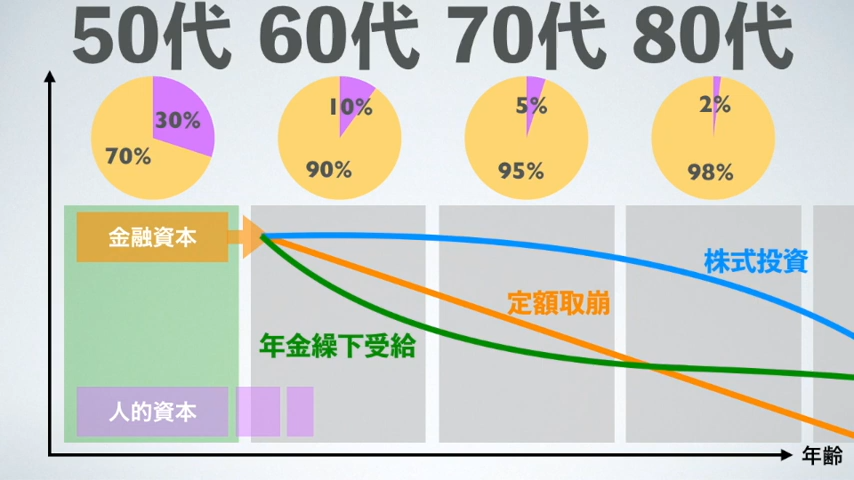 50代 60代 70代 80代
30%
70%
10%
90%
5%
95%
2%
98%
金融資本
株式投資
定額取崩
年金繰下受給
人的資本
年齢